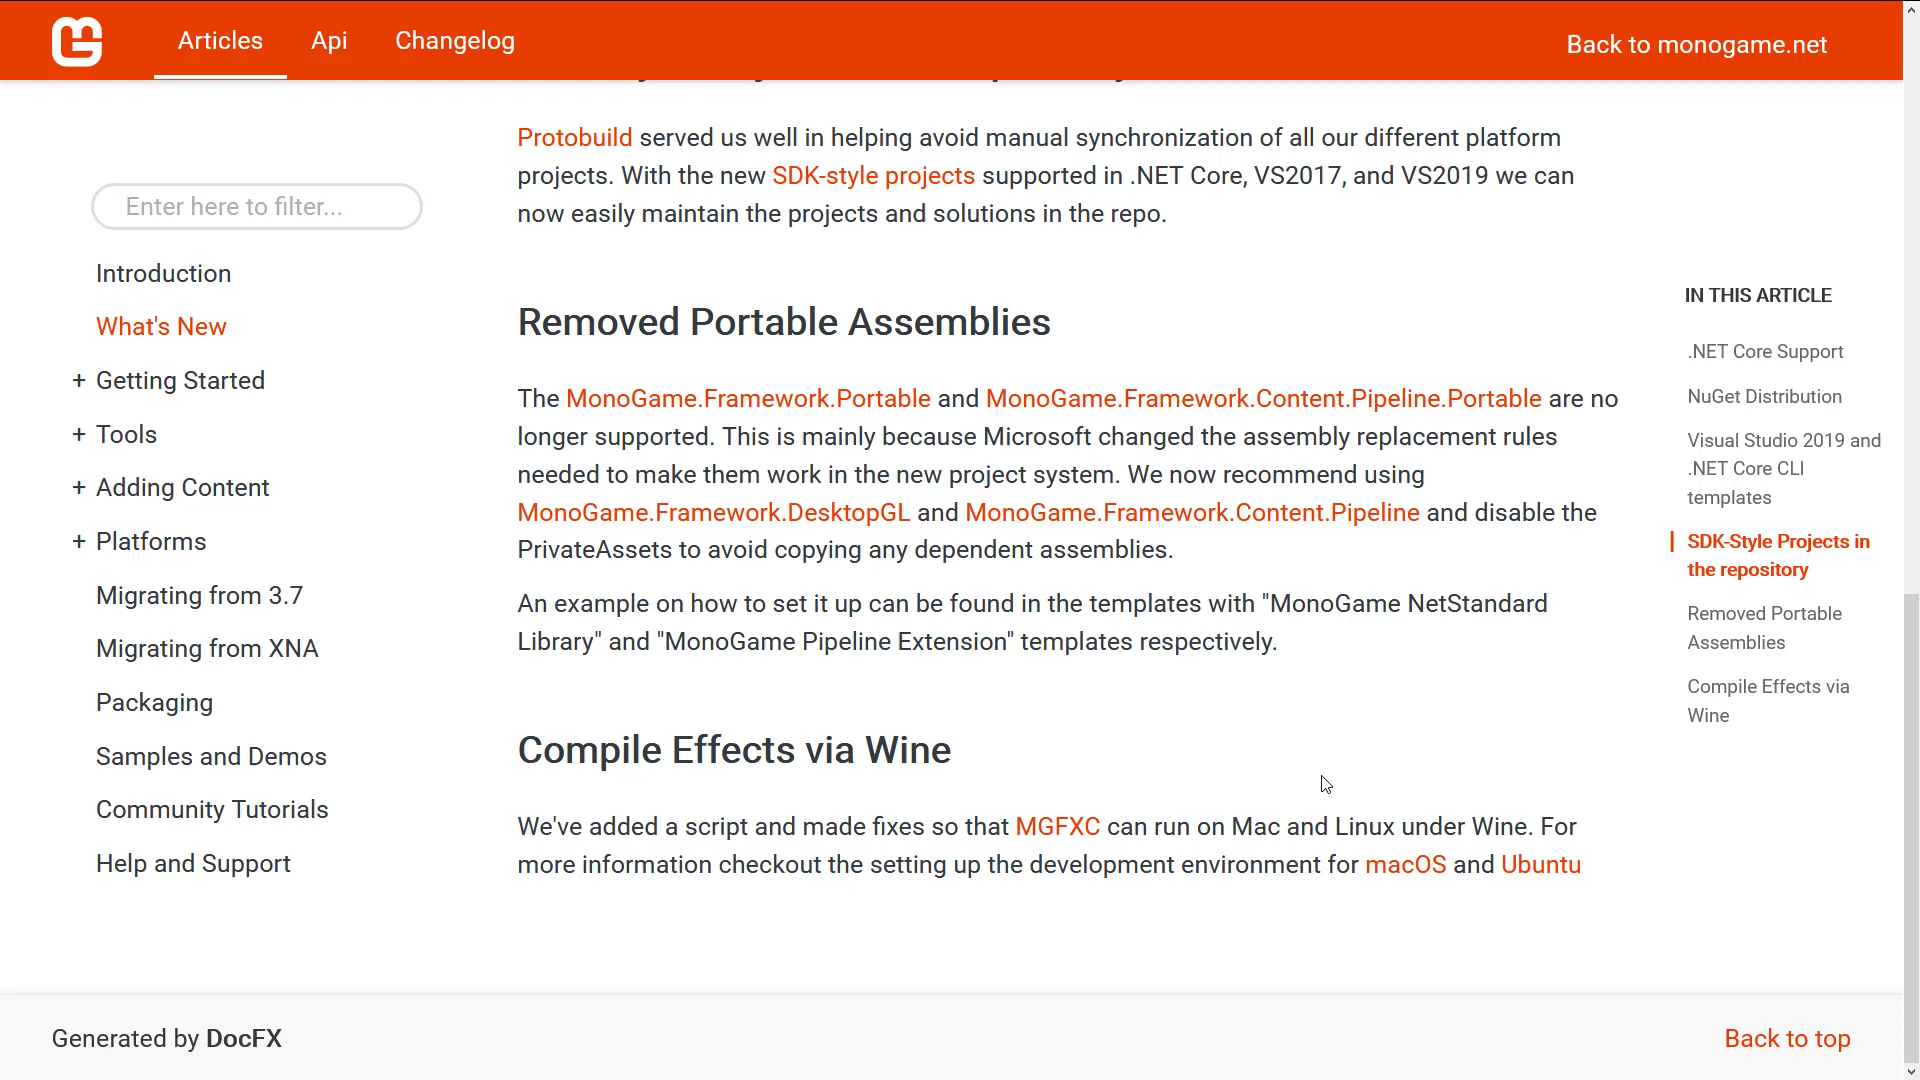 Articles
Api
Changelog
Back to monogame.net
Protobuild served us well in helping avoid manual synchronization of all our different platform
projects. With the new SDK-style projects supported in .NET Core, VS2017, and VS2019 we can
now easily maintain the projects and solutions in the repo.
Enter here to filter...
Introduction
What's New
+ Getting Started
+ Tools
+ Adding Content
+ Platforms
Migrating from 3.7
Migrating from XNA
Packaging
Samples and Demos
Community Tutorials
Help and Support
Removed Portable Assemblies
The MonoGame.Framework.Portable and MonoGame.Framework.Content.Pipeline.Portable are no
longer supported. This is mainly because Microsoft changed the assembly replacement rules
needed to make them work in the new project system. We now recommend using
MonoGame.Framework.DesktopGL and MonoGame.Framework.Content.Pipeline and disable the
PrivateAssets to avoid copying any dependent assemblies.
An example on how to set it up can be found in the templates with "MonoGame NetStandard
Library" and "MonoGame Pipeline Extension" templates respectively.
Compile Effects via Wine
We've added a script and made fixes so that MGFXC can run on Mac and Linux under Wine. For
more information checkout the setting up the development environment for macOS and Ubuntu
IN THIS ARTICLE
.NET Core Support
NuGet Distribution
Visual Studio 2019 and
.NET Core CLI
templates
SDK-Style Projects in
the repository
Removed Portable
Assemblies
Compile Effects via
Wine
Generated by DocFX
Back to top